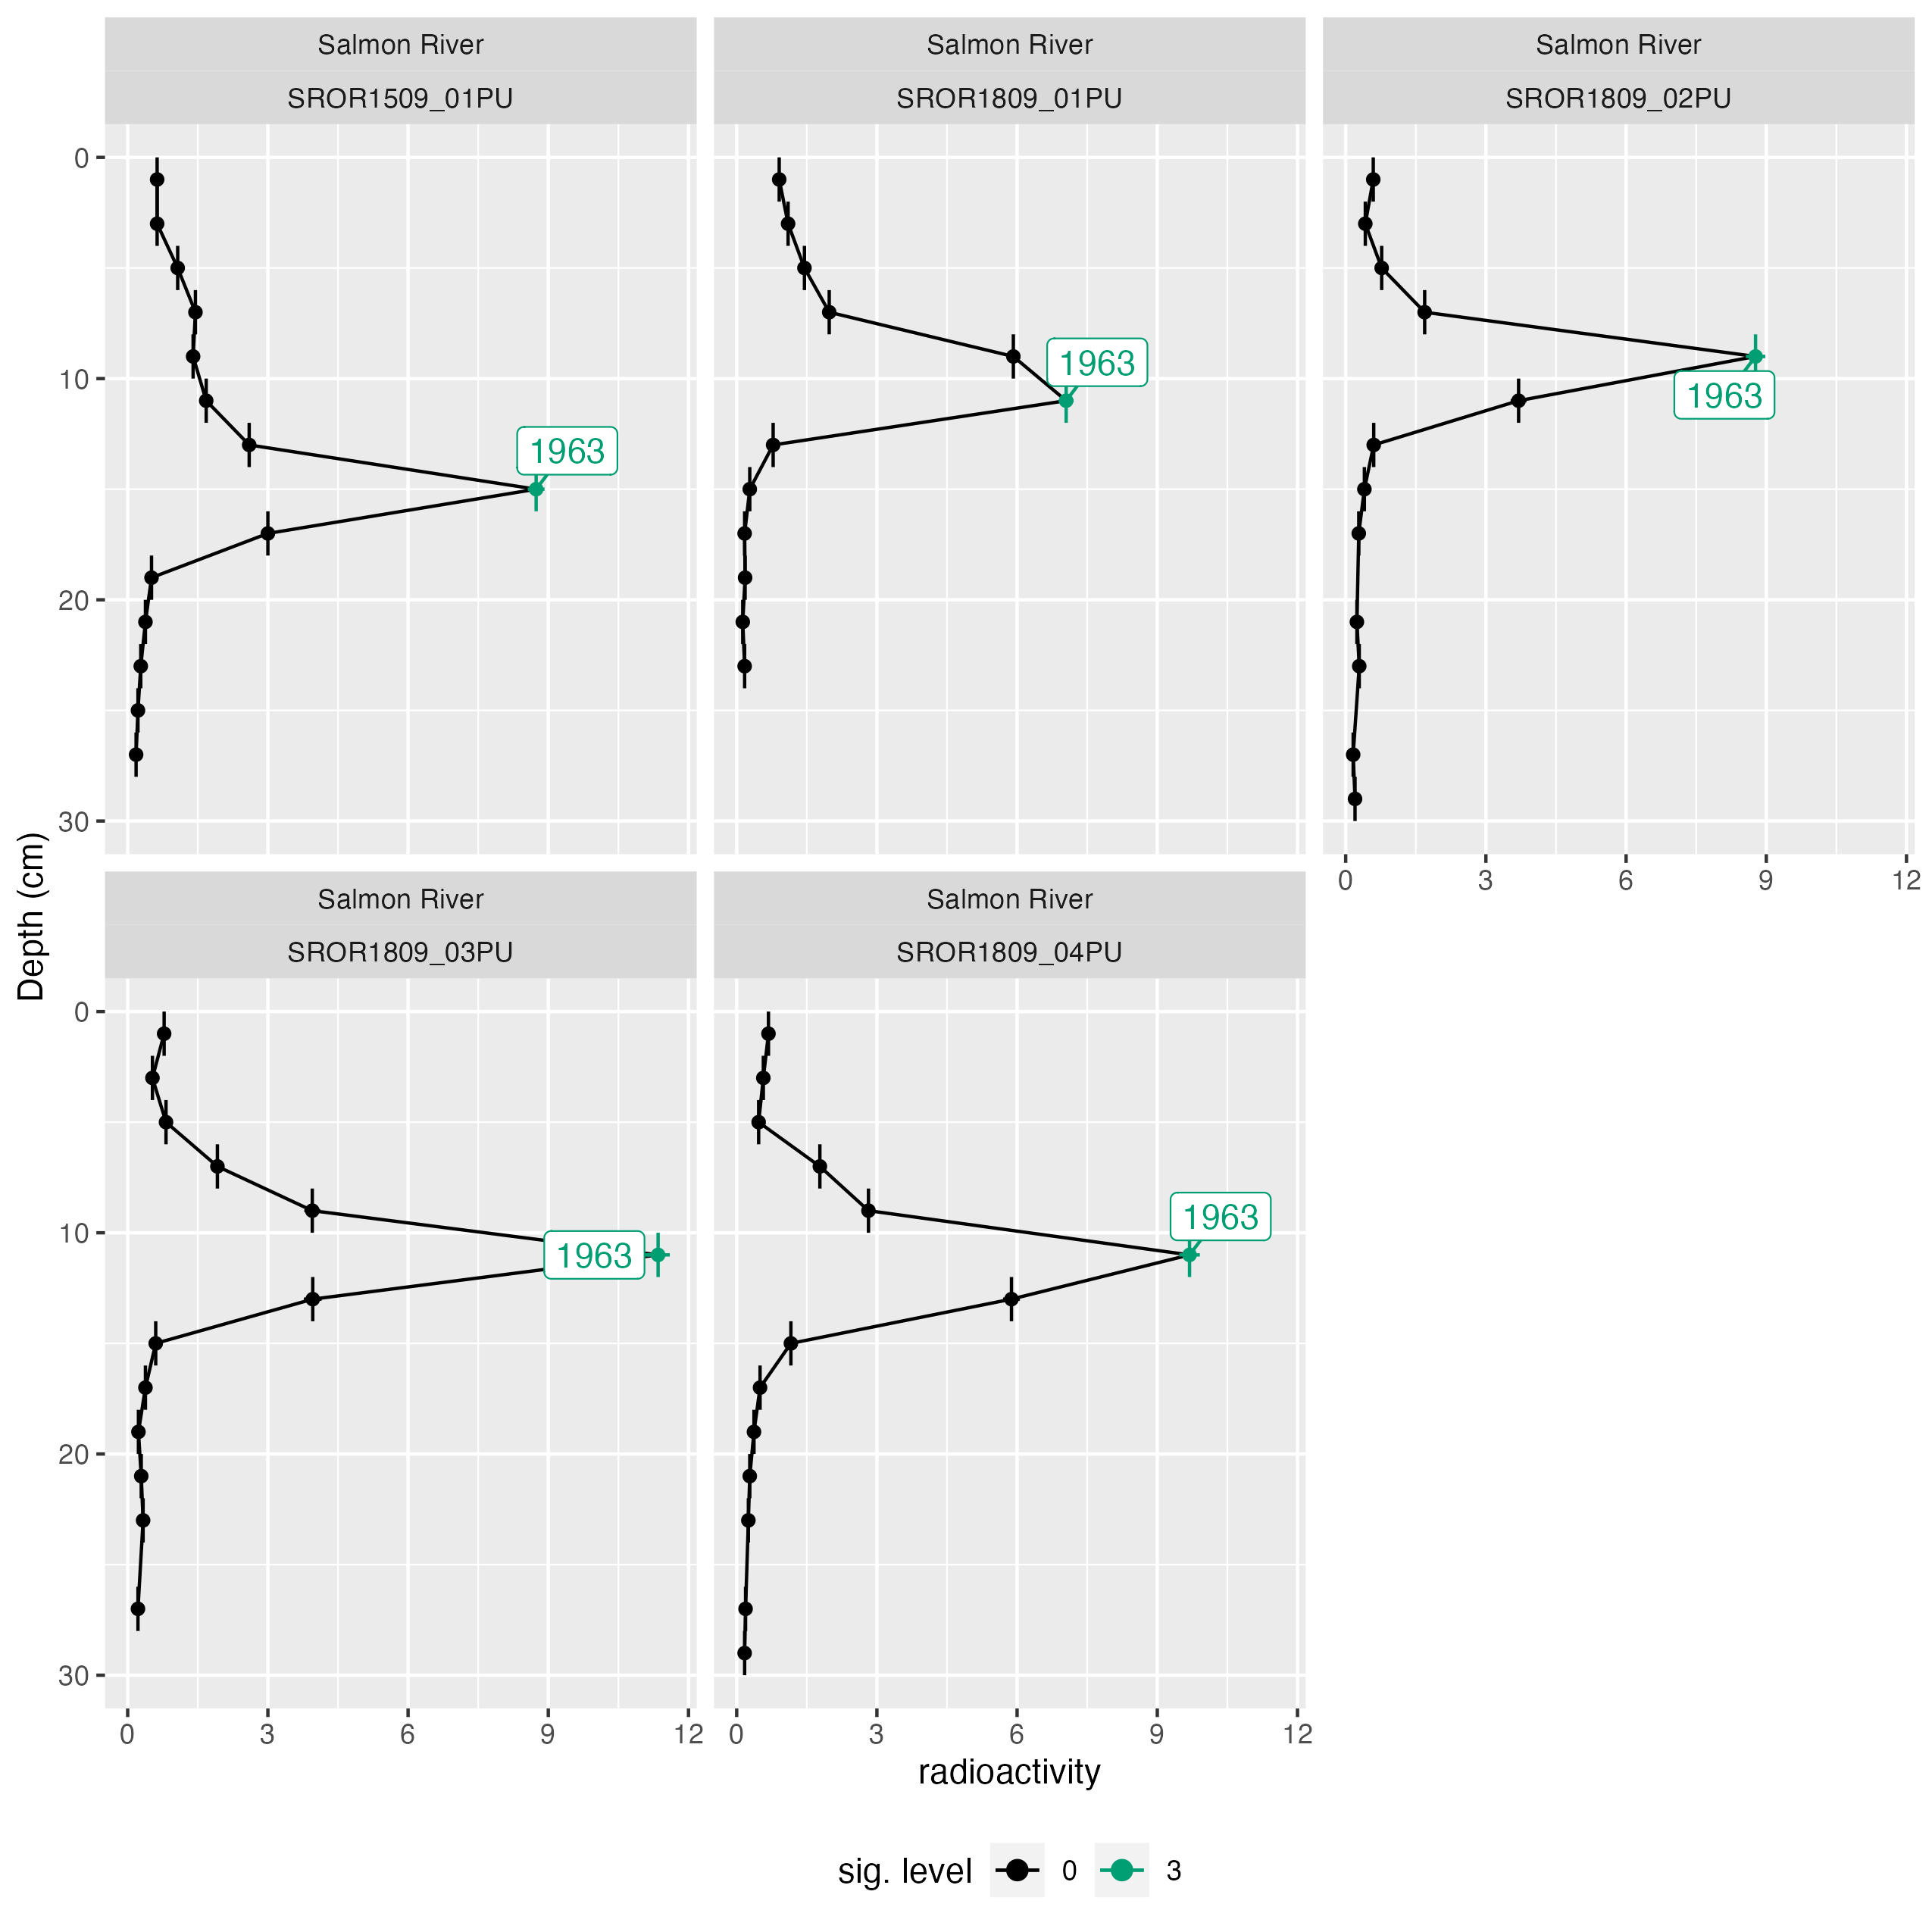 Salmon River
SROR1509_01PU
Salmon River
SROR1809_01PU
Salmon River
SROR1809_02PU
0
10
20
30
1963
1963
1963
0 3 6 9 12
Depth (cm)
Salmon River
SROR1809_03PU
Salmon River
SROR1809_04PU
0
10
20
30
1963
1963
0 3 6 9 12
0 3 6 9 12
radioactivity
sig. level 0 3